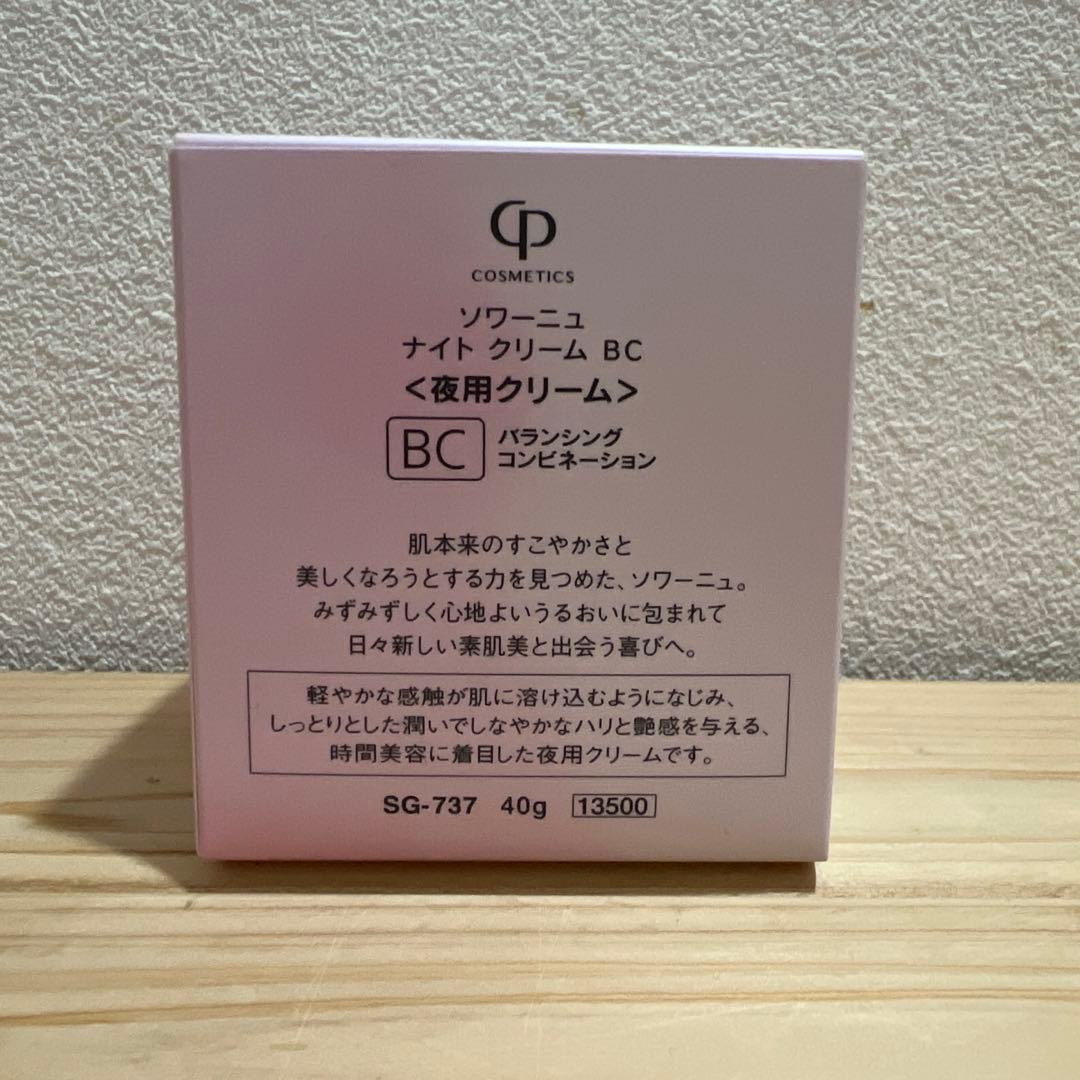 CP
COSMETICS
ソワーニュ
ナイト クリーム BC
<夜用クリーム>
BC バランシング
コンビネーション
肌本来のすこやかさと
美しくなろうとする力を見つめた、ソワーニュ。
みずみずしく心地よいうるおいに包まれて
日々新しい素肌美と出会う喜びへ。
軽やかな感触が肌に溶け込むようになじみ、
しっとりとした潤いでしなやかなハリと艶感を与える、
時間美容に着目した夜用クリームです。
SG-737 40g 13500